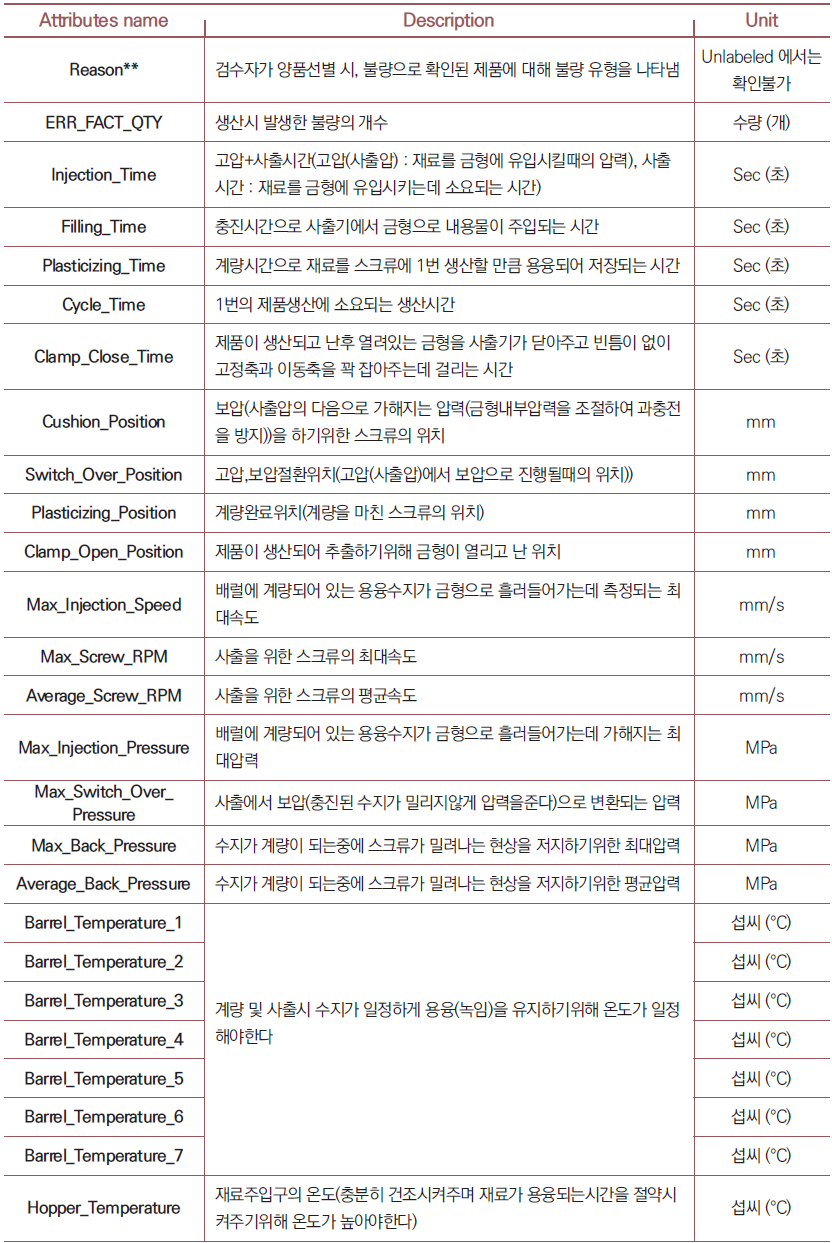 Attributes name Description Unit
Reason** 검수자가 양품선별 시, 불량으로 확인된 제품에 대해 불량 유형을 나타냄 Unlabeled 에서는
확인불가
ERR_FACT_QTY 생산시 발생한 불량의 개수 수량 (개)
Injection_Time 고압+사출시간(고압(사출압) : 재료를 금형에 유입시킬때의 압력), 사출 Sec (초)
시간 : 재료를 금형에 유입시키는데 소요되는 시간)
Filling_Time 충진시간으로 사출기에서 금형으로 내용물이 주입되는 시간 Sec (초)
Plasticizing_Time 계량시간으로 재료를 스크류에 1번 생산할 만큼 용융되어 저장되는 시간 Sec (초)
Cycle_Time 1번의 제품생산에 소요되는 생산시간 Sec (초)
Clamp_Close_Time 제품이 생산되고 난후 열려있는 금형을 사출기가 닫아주고 빈틈이 없이 Sec (초)
고정축과 이동축을 꽉 잡아주는데 걸리는 시간
Cushion_Position 보압(사출압의 다음으로 가해지는 압력(금형내부압력을 조절하여 과충전 mm
을 방지))을 하기위한 스크류의 위치
Switch_Over_Position 고압,보압절환위치(고압(사출압)에서 보압으로 진행될때의 위치)) mm
Plasticizing_Position 계량완료위치(계량을 마친 스크류의 위치) mm
Clamp_Open_Position 제품이 생산되어 추출하기위해 금형이 열리고 난 위치 mm
Max_Injection_Speed 배럴에 계량되어 있는 용융수지가 금형으로 흘러들어가는데 측정되는 최 mm/s
대속도
Max_Screw_RPM 사출을 위한 스크류의 최대속도 mm/s
Average_Screw_RPM 사출을 위한 스크류의 평균속도 mm/s
Max_Injection_Pressure 배럴에 계량되어 있는 용융수지가 금형으로 흘러들어가는데 가해지는 최 MPa
대압력
Max_Switch_Over_
Pressure 사출에서 보압(충진된 수지가 밀리지않게 압력을준다)으로 변환되는 압력 MPa
Max_Back_Pressure 수지가 계량이 되는중에 스크류가 밀려나는 현상을 저지하기위한 최대압력 MPa
Average_Back_Pressure 수지가 계량이 되는중에 스크류가 밀려나는 현상을 저지하기위한 평균압력 MPa
Barrel_Temperature_1 섭씨 (°C)
Barrel_Temperature_2 섭씨 (°C)
Barrel_Temperature_3 계량 및 사출시 수지가 일정하게 용융(녹임)을 유지하기위해 온도가 일정 섭씨 (°C)
해야한다
Barrel_Temperature_4 섭씨 (°C)
Barrel_Temperature_5 섭씨 (°C)
Barrel_Temperature_6 섭씨 (°C)
Barrel_Temperature_7 섭씨 (°C)
Hopper_Temperature 재료주입구의 온도(충분히 건조시켜주며 재료가 용융되는시간을 절약시 섭씨 (°C)
켜주기위해 온도가 높아야한다)